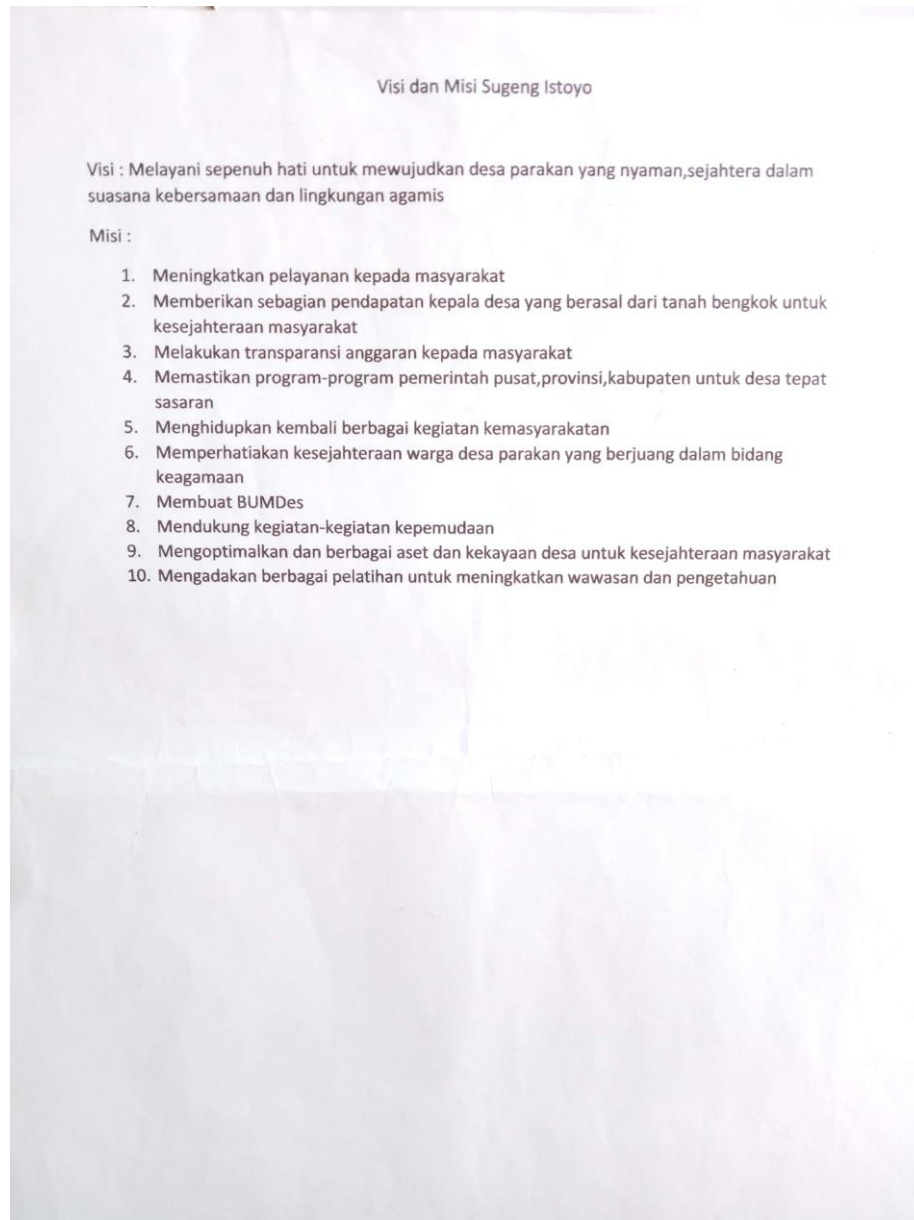 Visi dan Misi Sugeng Istoyo
Visi : Melayani sepenuh hati untuk mewujudkan desa parakan yang nyaman,sejahtera dalam
suasana kebersamaan dan lingkungan agamis
Misi :
1. Meningkatkan pelayanan kepada masyarakat
2. Memberikan sebagian pendapatan kepala desa yang berasal dari tanah bengkok untuk
kesejahteraan masyarakat
3. Melakukan transparansi anggaran kepada masyarakat
4. Memastikan program-program pemerintah pusat,provinsi,kabupaten untuk desa tepat
sasaran
5. Menghidupkan kembali berbagai kegiatan kemasyarakatan
6. Memperhatiakan kesejahteraan warga desa parakan yang berjuang dalam bidang
keagamaan
7. Membuat BUMDes
8. Mendukung kegiatan-kegiatan kepemudaan
9. Mengoptimalkan dan berbagai aset dan kekayaan desa untuk kesejahteraan masyarakat
10. Mengadakan berbagai pelatihan untuk meningkatkan wawasan dan pengetahuan